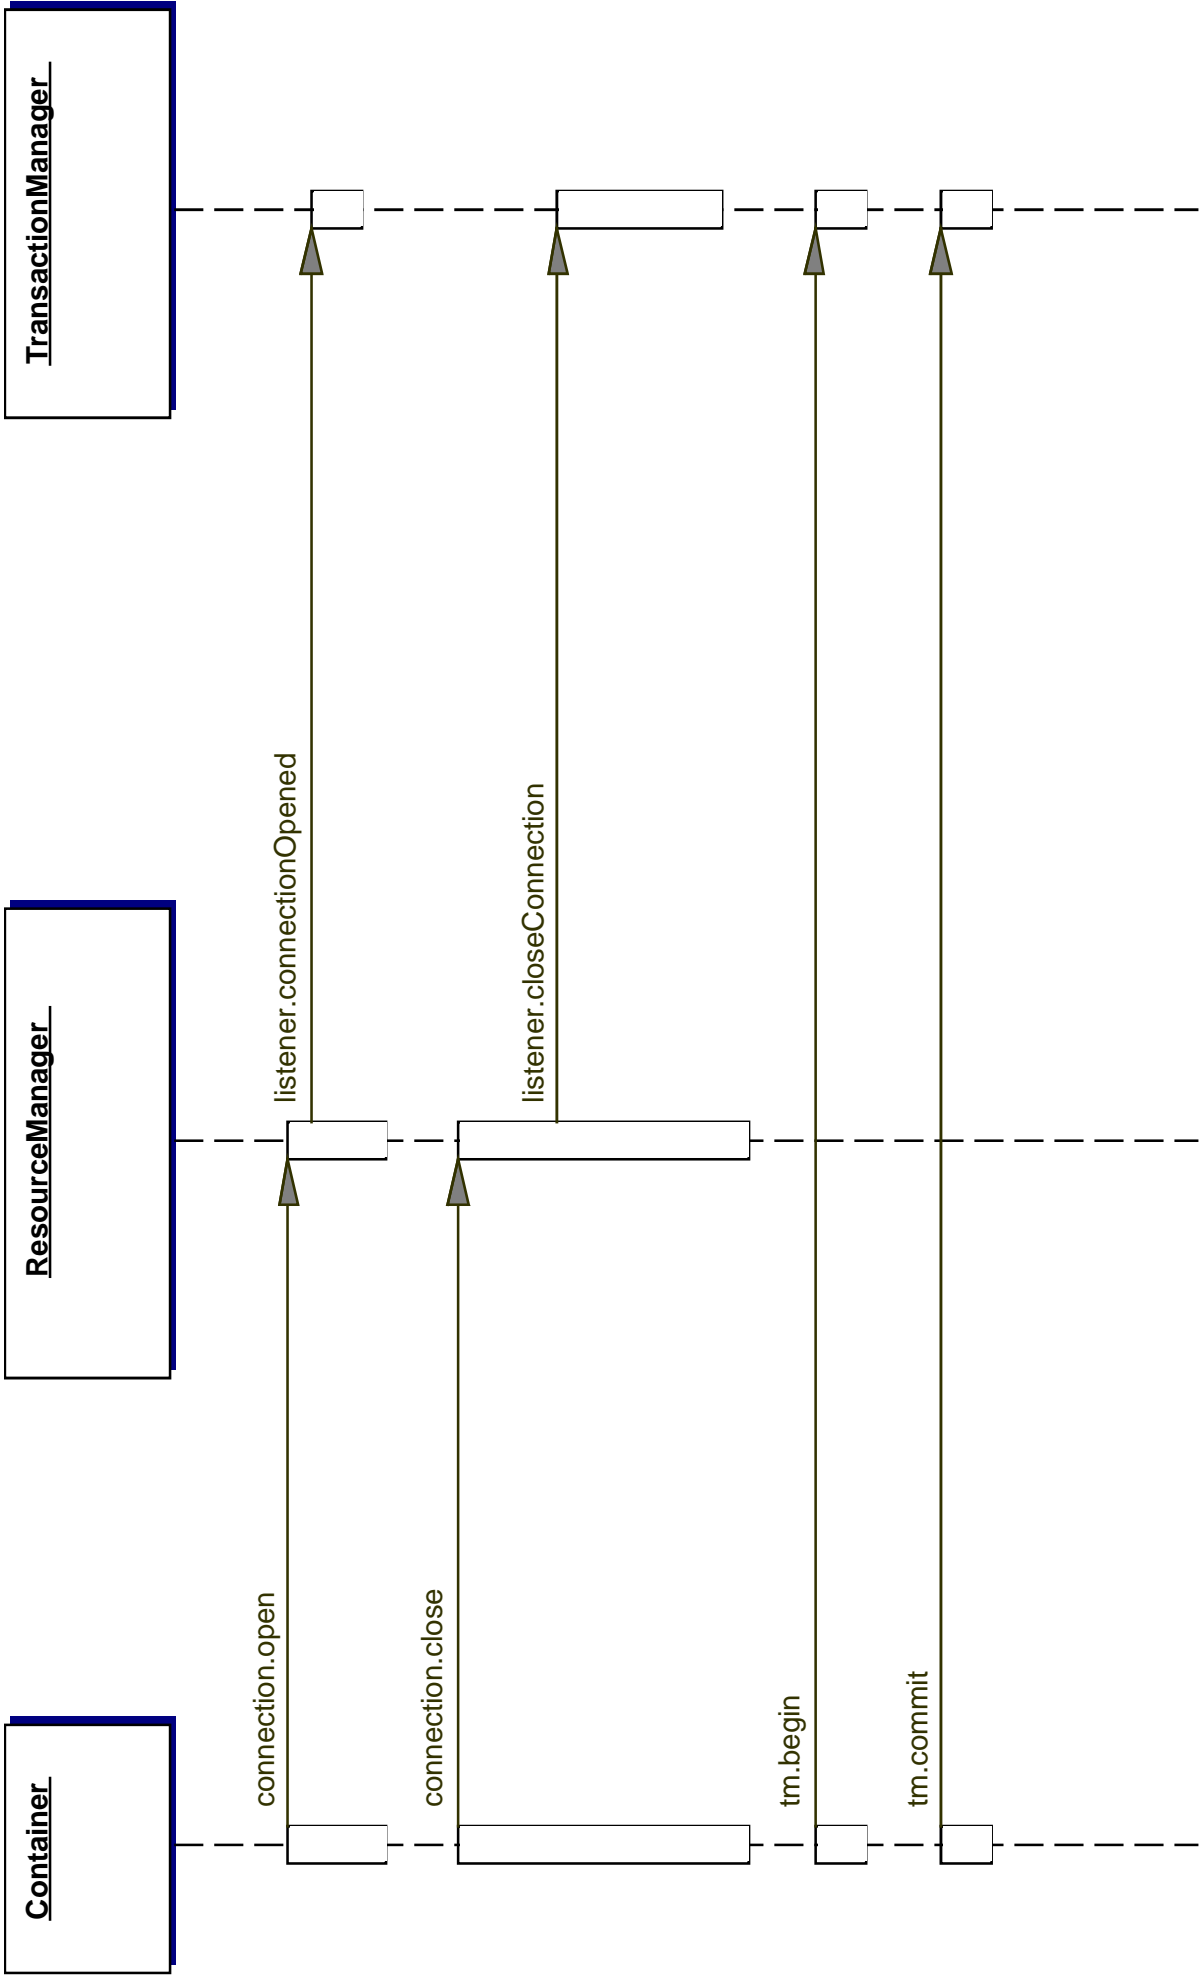 Container
ResourceManager
TransactionManager
connection.open
listener.connectionOpened
connection.close
listener.closeConnection
tm.begin
tm.commit